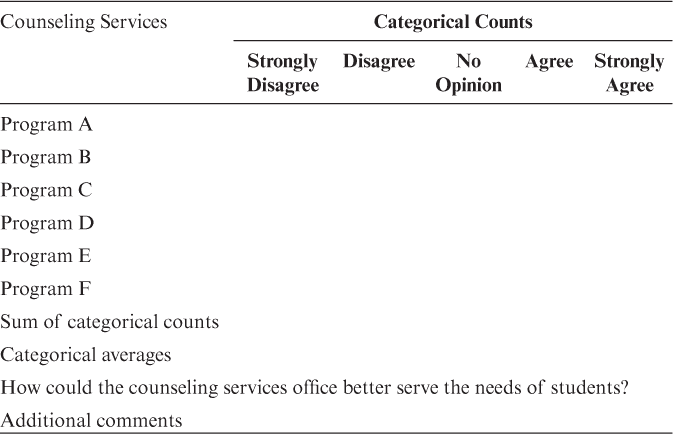 Counseling Services Categorical Counts
Strongly Disagree No Agree Strongly
Disagree Opinion Agree
Program A
Program B
Program C
Program D
Program E
Program F
Sum of categorical counts
Categorical averages
How could the counseling services office better serve the needs of students?
Additional comments